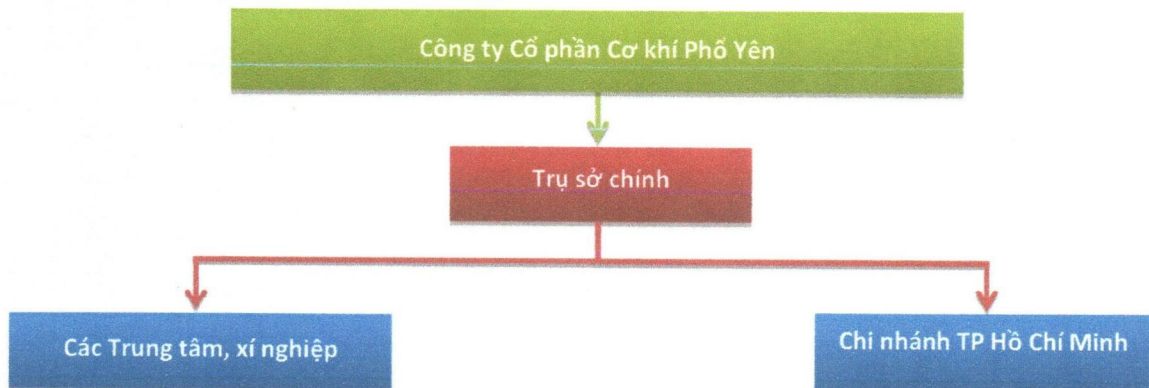 Công ty Cổ phần Cơ khí Phổ Yên
Trụ sở chính
Các Trung tâm, xí nghiệp
Chi nhánh TP Hồ Chí Minh